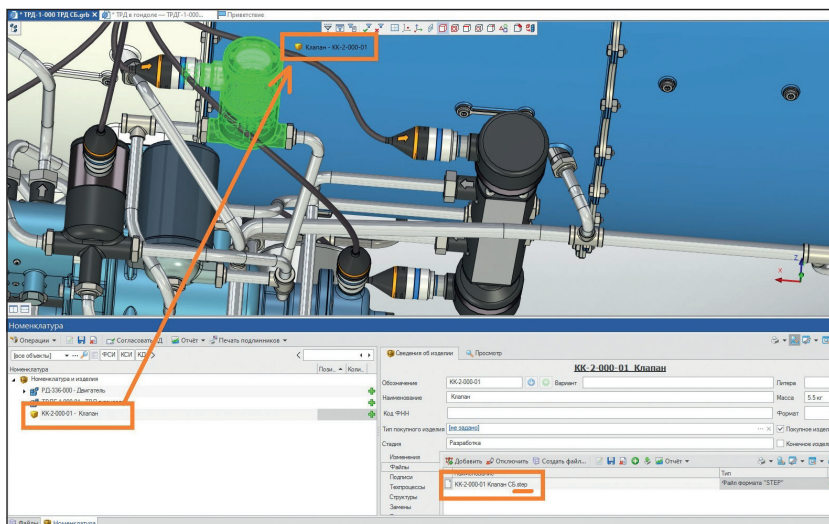 * ТРД-1-000 ТРД СБ.grb
* ТРД в гондоле — ТРДГ-1-000...
Приветствие
Клапан - КК-2-000-01
Z
X
Номенклатура
Операции
Согласовать КД
Отчёт
Печать подлинников
[все объекты]
ФСИ
КСИ
КД
Номенклатура
Пози...
Коли...
Номенклатура и изделия
РД-336-000 - Двигатель
КК-2-000-01 - Клапан
Сведения об изделии
Просмотр
КК-2-000-01 Клапан
Обозначение
КК-2-000-01
Вариант
Литера
Наименование
Клапан
Масса
5.5 кг
Код ФНН
Формат
Тип покупного изделия
[не задано]
Покупное издел
Стадия
Разработка
Конечное издел
Изменения
Файлы
Подписи
Техпроцессы
Структуры
Замены
Добавить
Отключить
Создать файл...
Отчёт
Наименование
Тип
КК-2-000-01 Клапан СБ.step
Файл формата "STEP"
Файлы
Номенклатура